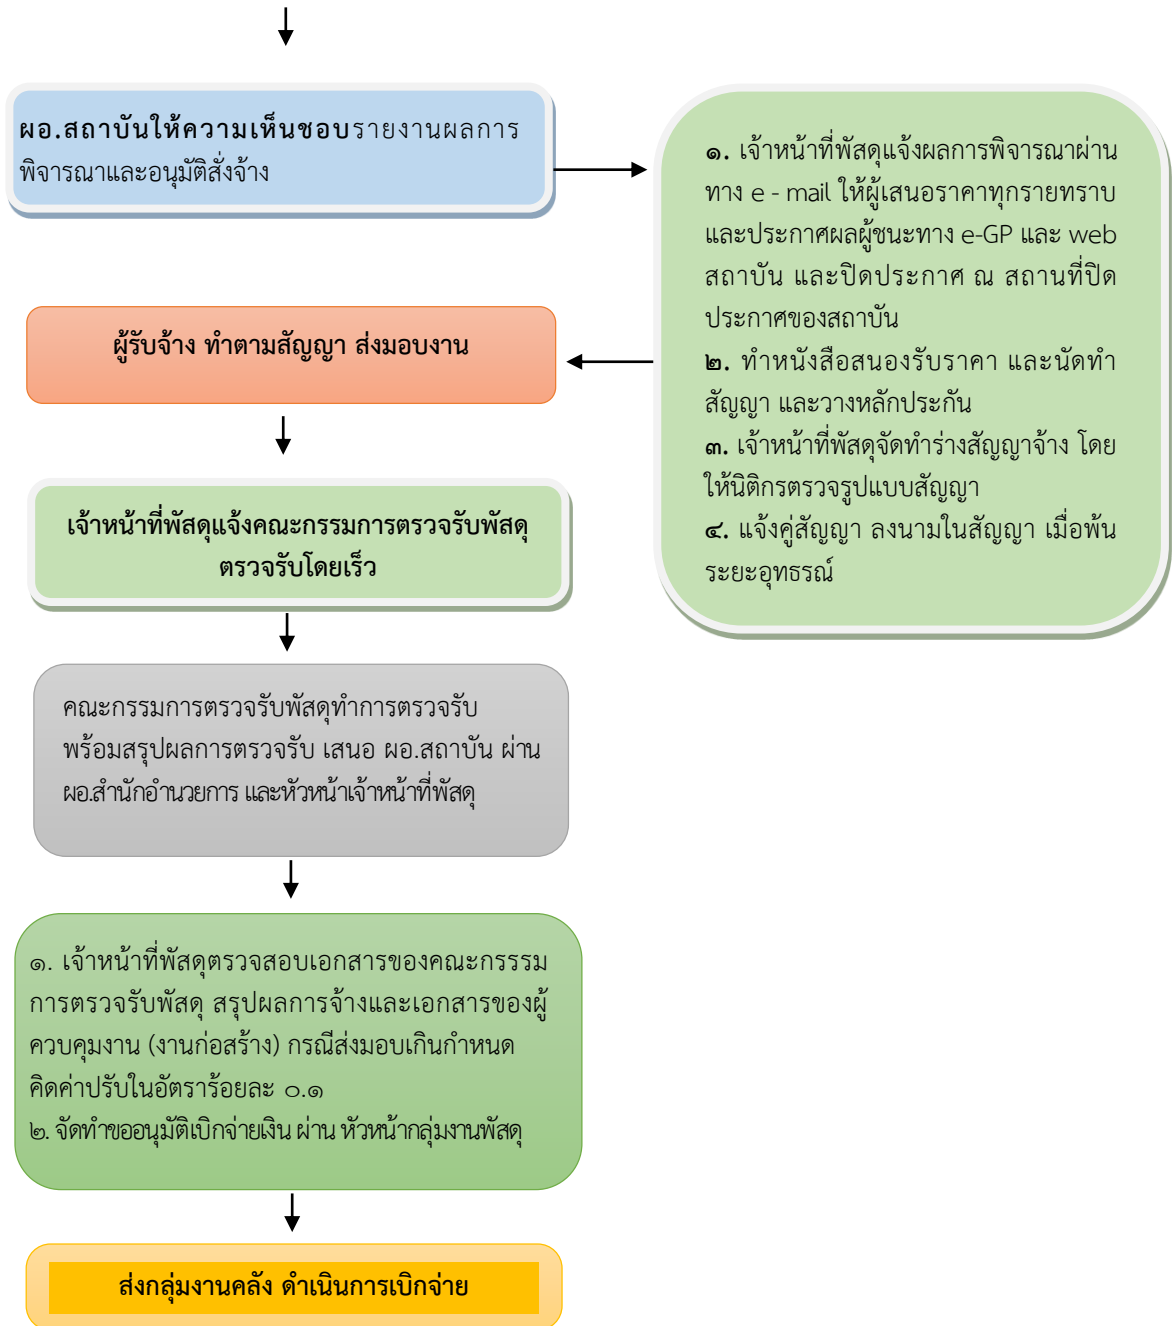 ผอ.สถาบันให้ความเห็นชอบรายงานผลการ
พิจารณาและอนุมัติสั่งจ้าง
๑. เจ้าหน้าที่พัสดุแจ้งผลการพิจารณาผ่าน
ทาง e - mail ให้ผู้เสนอราคาทุกรายทราบ
และประกาศผลผู้ชนะทาง e-GP และ web
สถาบัน และปิดประกาศ ณ สถานที่ปิด
ประกาศของสถาบัน
๒. ทำหนังสือสนองรับราคา และนัดทำ
สัญญา และวางหลักประกัน
๓. เจ้าหน้าที่พัสดุจัดทำร่างสัญญาจ้าง โดย
ให้นิติกรตรวจรูปแบบสัญญา
๔. แจ้งคู่สัญญา ลงนามในสัญญา เมื่อพ้น
ระยะอุทธรณ์
ผู้รับจ้าง ทำตามสัญญา ส่งมอบงาน
เจ้าหน้าที่พัสดุแจ้งคณะกรรมการตรวจรับพัสดุ
ตรวจรับโดยเร็ว
คณะกรรมการตรวจรับพัสดุทำการตรวจรับ
พร้อมสรุปผลการตรวจรับ เสนอ ผอ.สถาบัน ผ่าน
ผอ.สำนักอำนวยการ และหัวหน้าเจ้าหน้าที่พัสดุ
๑. เจ้าหน้าที่พัสดุตรวจสอบเอกสารของคณะกรรรม
การตรวจรับพัสดุ สรุปผลการจ้างและเอกสารของผู้
ควบคุมงาน (งานก่อสร้าง) กรณีส่งมอบเกินกำหนด
คิดค่าปรับในอัตราร้อยละ ๐.๑
๒. จัดทำขออนุมัติเบิกจ่ายเงิน ผ่าน หัวหน้ากลุ่มงานพัสดุ
ส่งกลุ่มงานคลัง ดำเนินการเบิกจ่าย